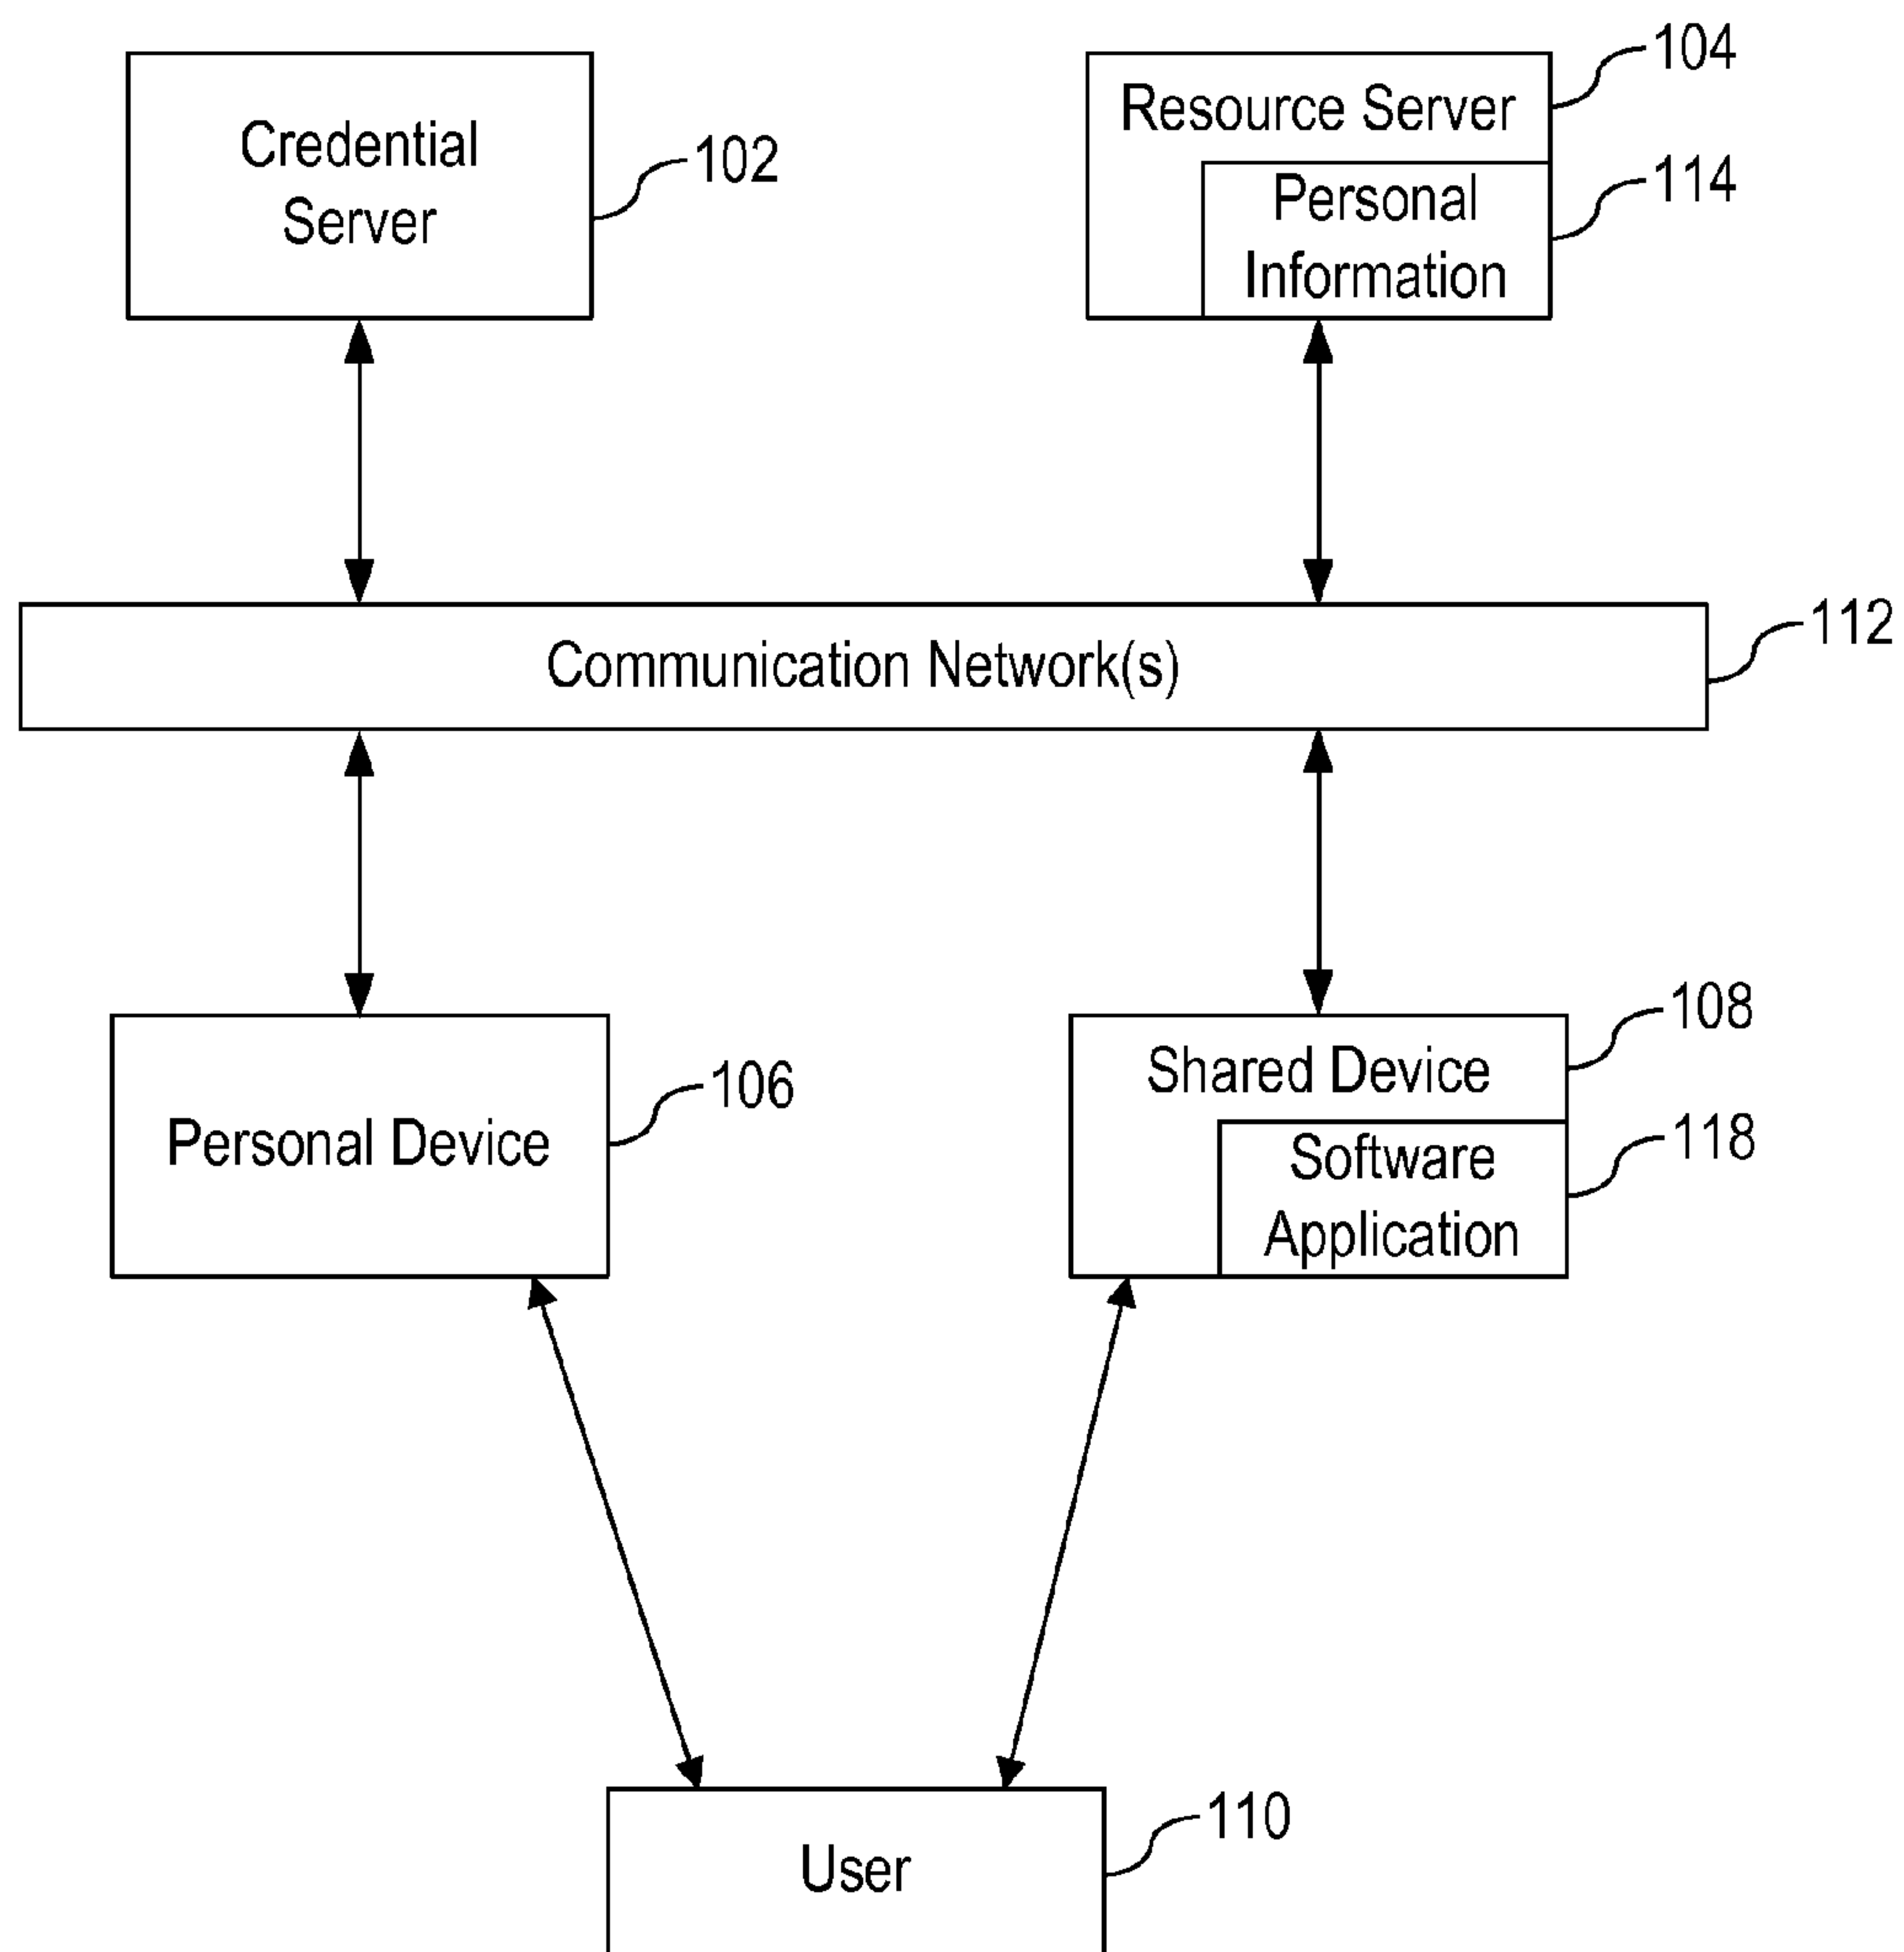 Credential
Server
102
Resource Server
104
Personal
Information
114
Communication Network(s)
112
Personal Device
106
Shared Device
108
Software
Application
118
User
110